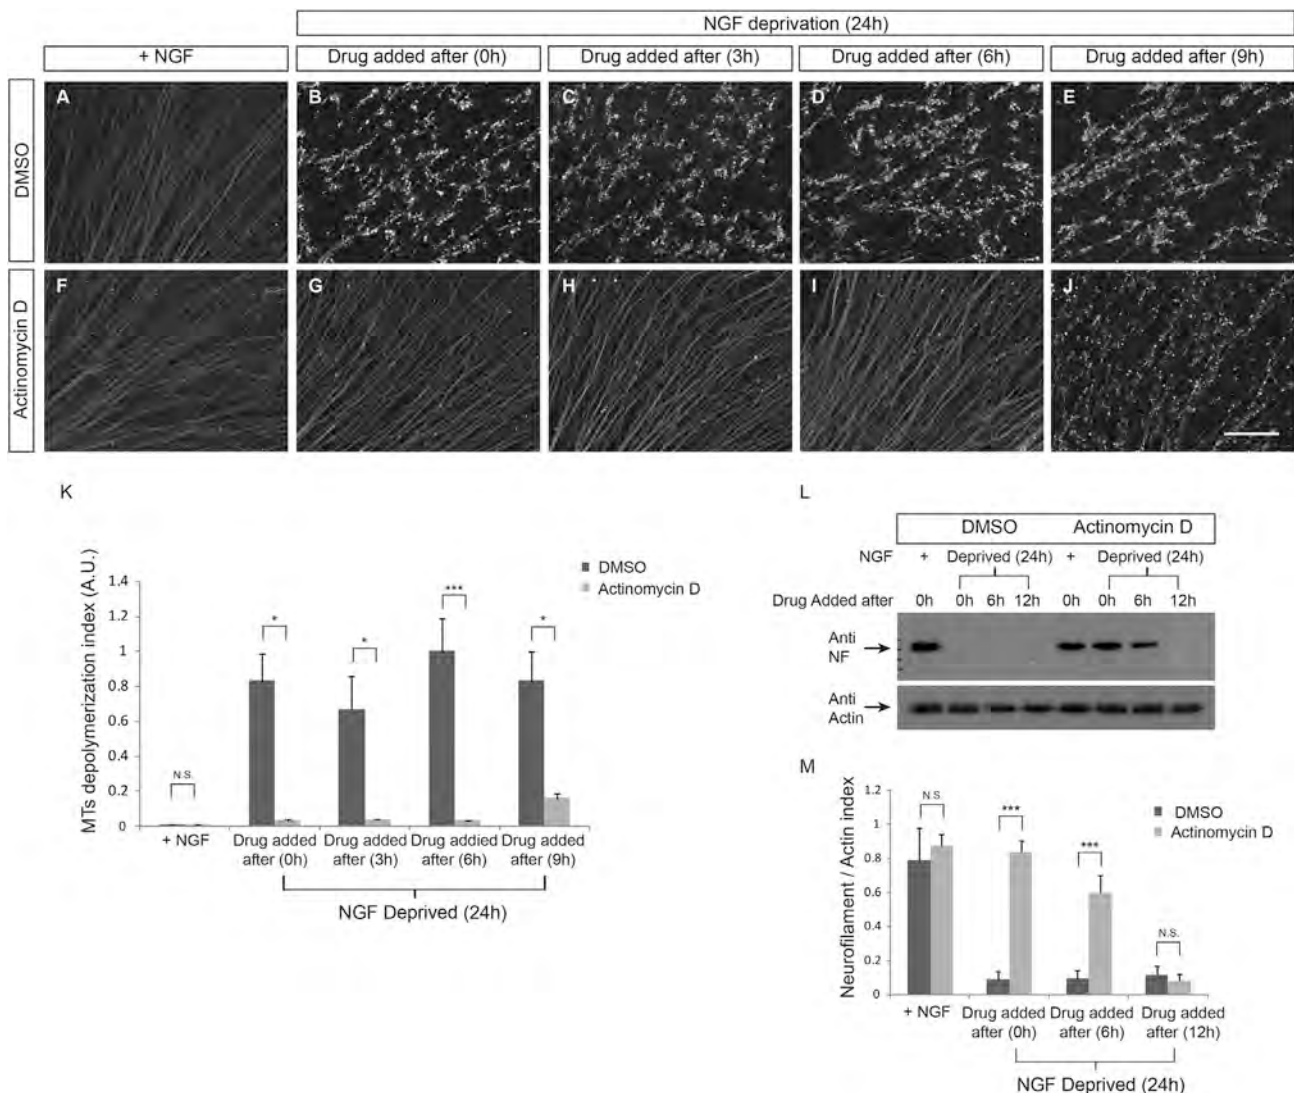 NGF deprivation (24h)
+ NGF
Drug added after (0h)
Drug added after (3h)
Drug added after (6h)
Drug added after (9h)
DMSO
A
B
C
D
E
Actinomycin D
F
G
H
I
J
K
MTs depolymerization index (A.U.)
1.4
1.2
1
0.8
0.6
0.4
0.2
0
DMSO
Actinomycin D
N.S.
*
*
***
*
+ NGF
Drug added
after (0h)
Drug added
after (3h)
Drug addied
after (6h)
Drug added
after (9h)
NGF Deprived (24h)
L
DMSO Actinomycin D
NGF + Deprived (24h) + Deprived (24h)
Drug Added after 0h 0h 6h 12h 0h 0h 6h 12h
Anti
NF
Anti
Actin
M
Neurofilament / Actin index
1.2
1
0.8
0.6
0.4
0.2
0
DMSO
Actinomycin D
N.S.
***
***
N.S.
+ NGF
Drug added
after (0h)
Drug added
after (6h)
Drug added
after (12h)
NGF Deprived (24h)